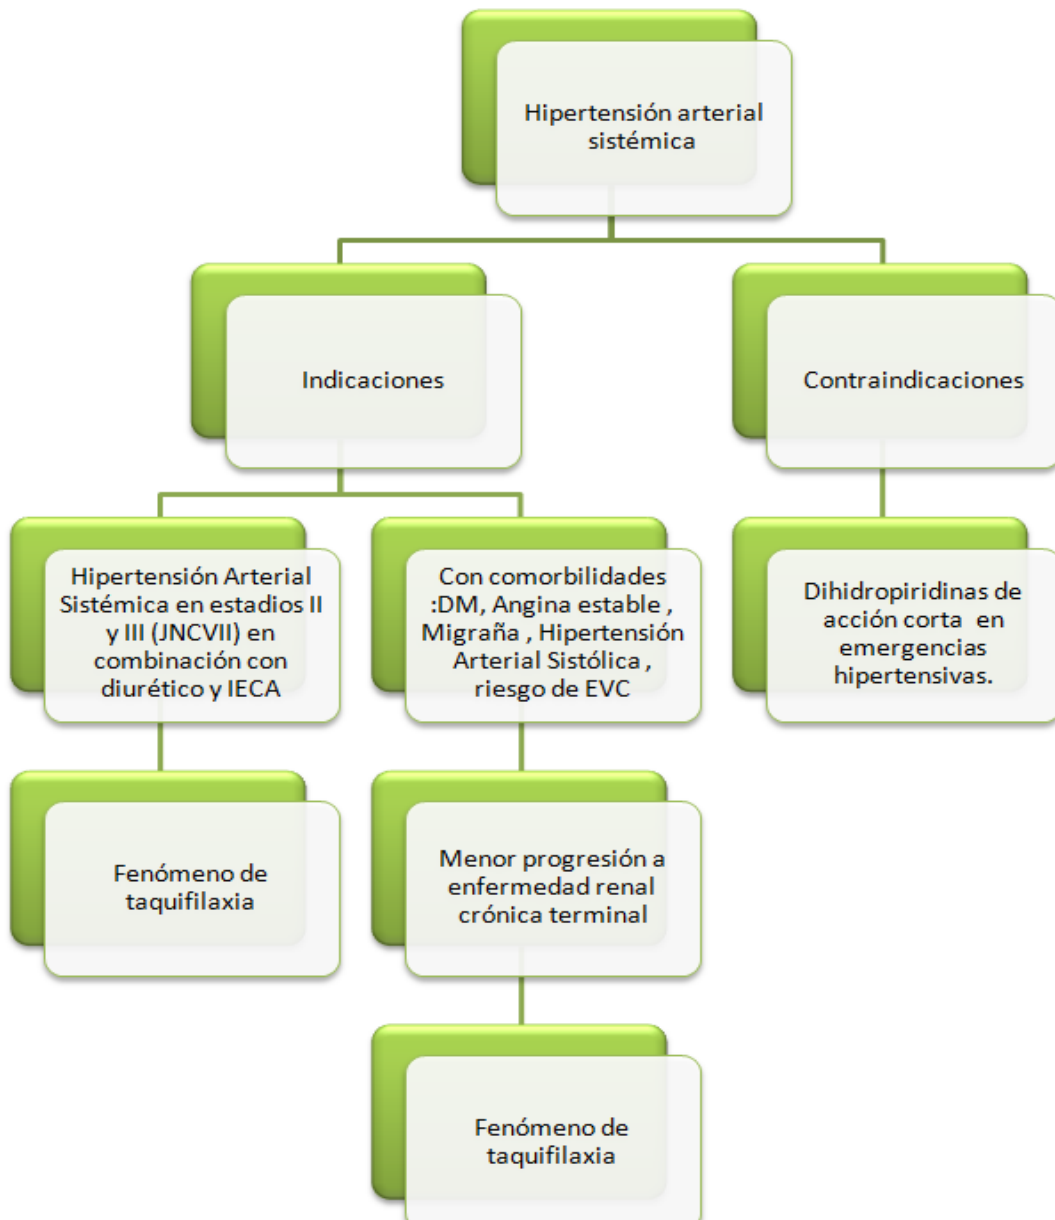 Hipertensión arterial
sistémica
Indicaciones
Contraindicaciones
Hipertensión Arterial
Sistémica en estadios II
y III (JNCVII) en
combinación con
diurético y IECA
Con comorbilidades
:DM, Angina estable ,
Migraña , Hipertensión
Arterial Sistólica ,
riesgo de EVC
Dihidropiridinas de
acción corta  en
emergencias
hipertensivas.
Fenómeno de
taquifilaxia
Menor progresión a
enfermedad renal
crónica terminal
Fenómeno de
taquifilaxia